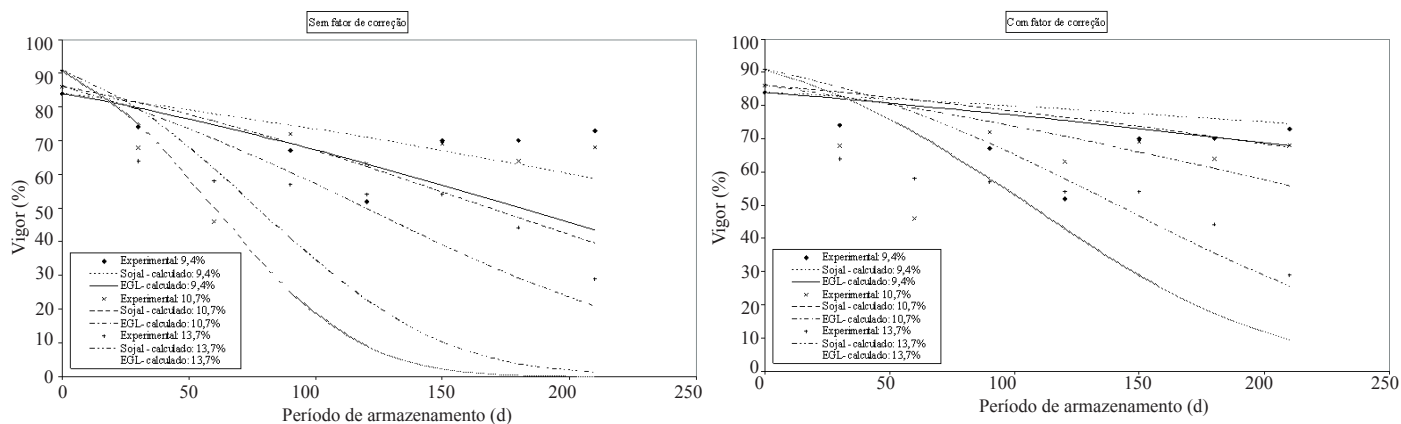 Sem fator de correção
100
90
80
70
60
50
40
30
20
10
0
Vigor (%)
Experimental: 9,4%
Sojal - calculado: 9,4%
EGL - calculado: 9,4%
Experimental: 10,7%
Sojal - calculado: 10,7%
EGL - calculado: 10,7%
Experimental: 13,7%
Sojal - calculado: 13,7%
EGL - calculado: 13,7%
0 50 100 150 200 250
Período de armazenamento (d)
Com fator de correção
100
90
80
70
60
50
40
30
20
10
0
Vigor (%)
Experimental: 9,4%
Sojal - calculado: 9,4%
EGL - calculado: 9,4%
Experimental: 10,7%
Sojal - calculado: 10,7%
EGL - calculado: 10,7%
Experimental: 13,7%
Sojal - calculado: 13,7%
EGL - calculado: 13,7%
0 50 100 150 200 250
Período de armazenamento (d)